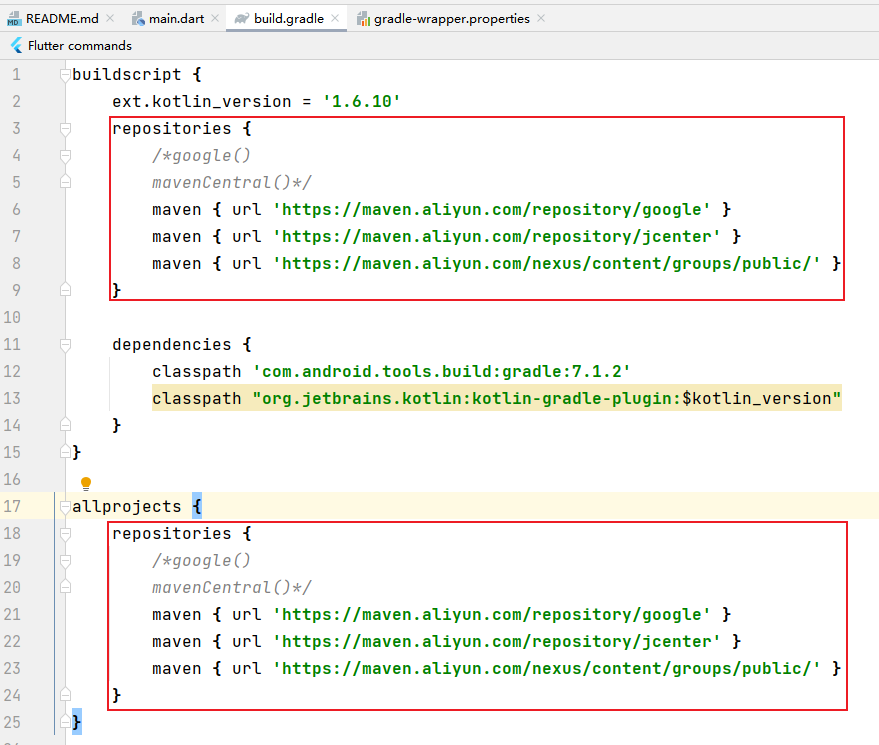 README.md
main.dart
build.gradle
gradle-wrapper.properties
Flutter commands
1 buildscript {
2     ext.kotlin_version = '1.6.10'
3     repositories {
4         /*google()
5         mavenCentral()*/
6         maven { url 'https://maven.aliyun.com/repository/google' }
7         maven { url 'https://maven.aliyun.com/repository/jcenter' }
8         maven { url 'https://maven.aliyun.com/nexus/content/groups/public/' }
9     }
10
11     dependencies {
12         classpath 'com.android.tools.build:gradle:7.1.2'
13         classpath "org.jetbrains.kotlin:kotlin-gradle-plugin:$kotlin_version"
14     }
15 }
16
17 allprojects {
18     repositories {
19         /*google()
20         mavenCentral()*/
21         maven { url 'https://maven.aliyun.com/repository/google' }
22         maven { url 'https://maven.aliyun.com/repository/jcenter' }
23         maven { url 'https://maven.aliyun.com/nexus/content/groups/public/' }
24     }
25 }